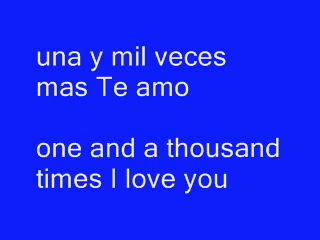 una y mil veces
mas Te amo
one and a thousand
times I love you